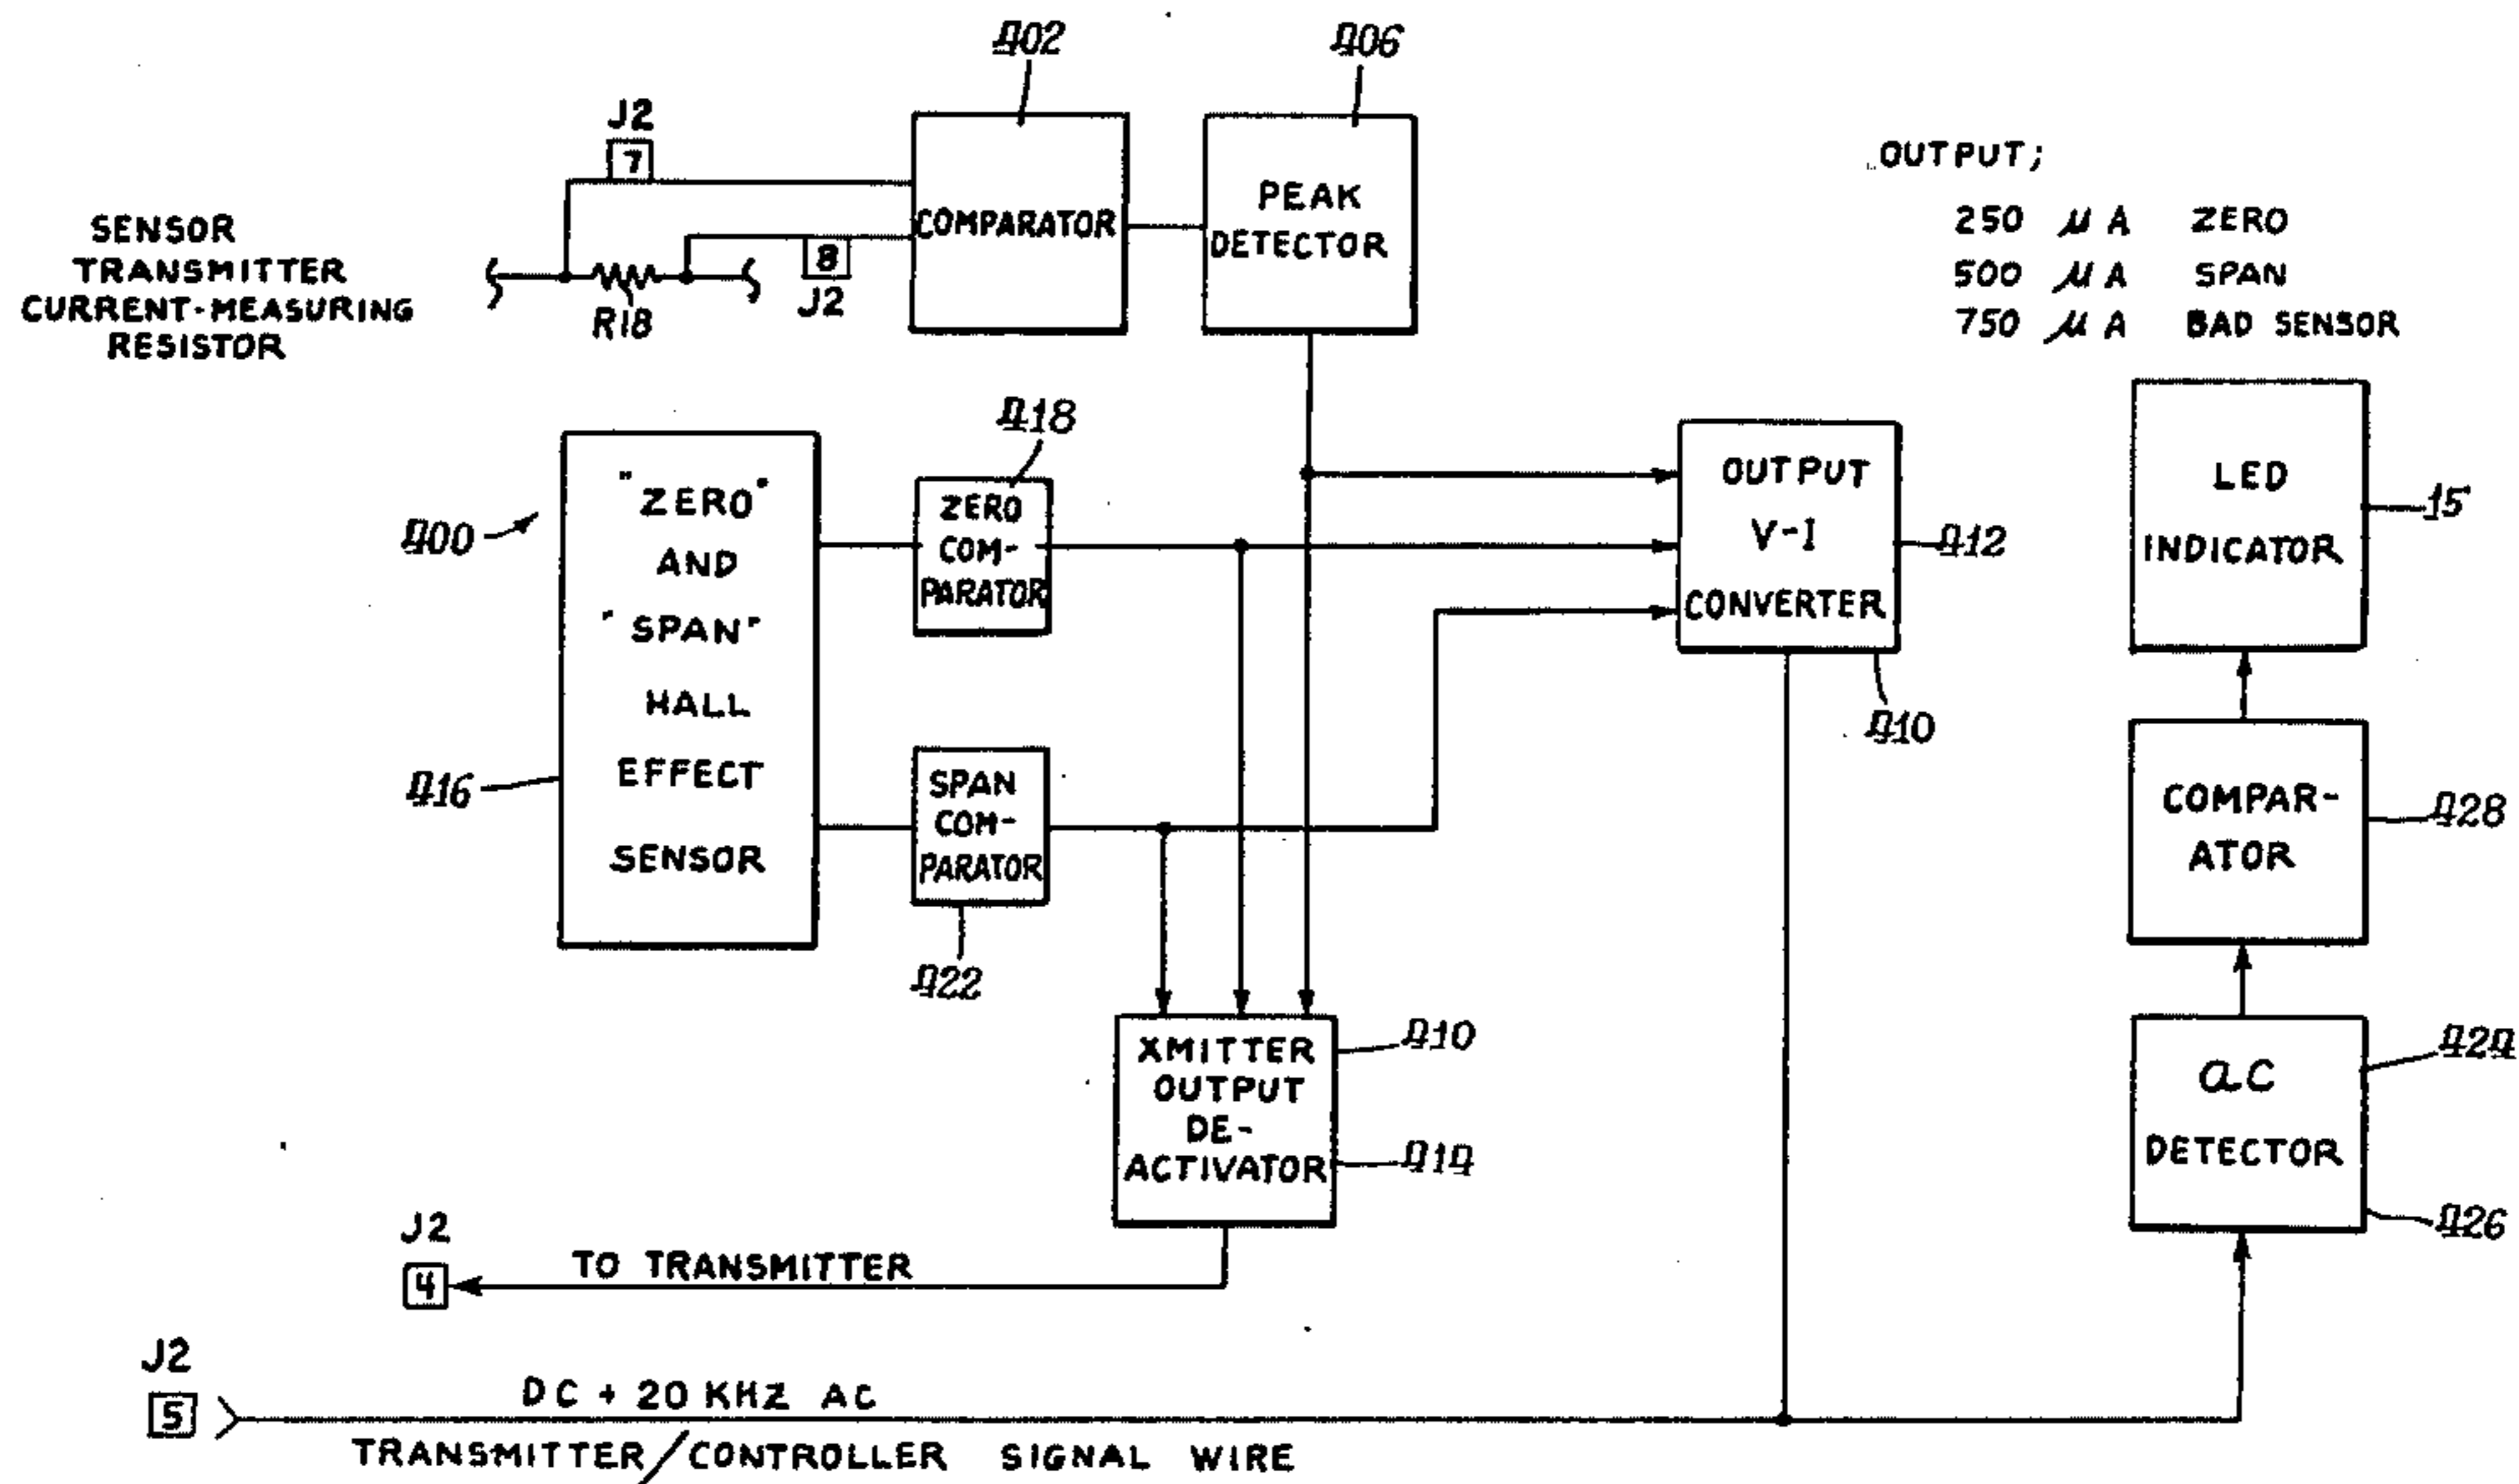 402
406
J2
7
SENSOR
TRANSMITTER
CURRENT-MEASURING
RESISTOR
R18
8
J2
COMPARATOR
PEAK
DETECTOR
OUTPUT;
250 μA ZERO
500 μA SPAN
750 μA BAD SENSOR
400
416
"ZERO"
AND
"SPAN"
HALL
EFFECT
SENSOR
418
ZERO
COM-
PARATOR
SPAN
COM-
PARATOR
422
OUTPUT
V-I
CONVERTER
412
410
LED
INDICATOR
15
COMPAR-
ATOR
428
XMITTER
OUTPUT
DE-
ACTIVATOR
410
414
AC
DETECTOR
424
426
J2
4
TO TRANSMITTER
J2
5
DC + 20 KHZ AC
TRANSMITTER/CONTROLLER SIGNAL WIRE